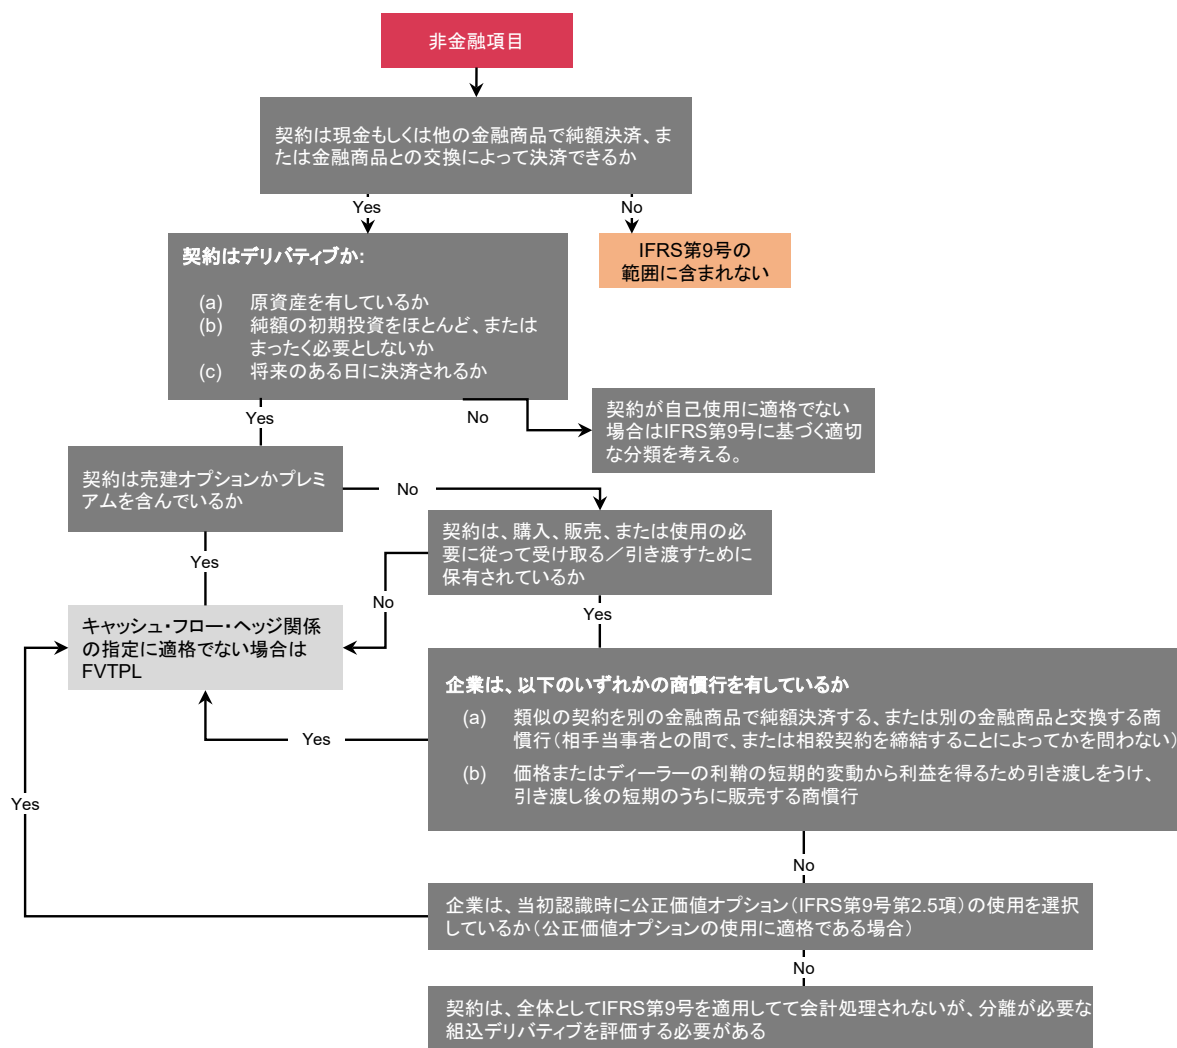 非金融項目
契約は現金もしくは他の金融商品で純額決済、ま
たは金融商品との交換によって決済できるか
Yes
No
契約はデリバティブか:
(a) 原資産を有しているか
(b) 純額の初期投資をほとんど、または
まったく必要としないか
(c) 将来のある日に決済されるか
IFRS第9号の
範囲に含まれない
Yes
No
契約が自己使用に適格でない
場合はIFRS第9号に基づく適切
な分類を考える。
契約は売建オプションかプレミ
アムを含んでいるか
No
契約は、購入、販売、または使用の必
要に従って受け取る／引き渡すために
保有されているか
Yes
No
Yes
キャッシュ・フロー・ヘッジ関係
の指定に適格でない場合は
FVTPL
企業は、以下のいずれかの商慣行を有しているか
(a) 類似の契約を別の金融商品で純額決済する、または別の金融商品と交換する商
慣行（相手当事者との間で、または相殺契約を締結することによってかを問わない）
(b) 価格またはディーラーの利鞘の短期的変動から利益を得るため引き渡しをうけ、
引き渡し後の短期のうちに販売する商慣行
Yes
Yes
No
企業は、当初認識時に公正価値オプション（IFRS第9号第2.5項）の使用を選択
しているか（公正価値オプションの使用に適格である場合）
No
契約は、全体としてIFRS第9号を適用してて会計処理されないが、分離が必要な
組込デリバティブを評価する必要がある